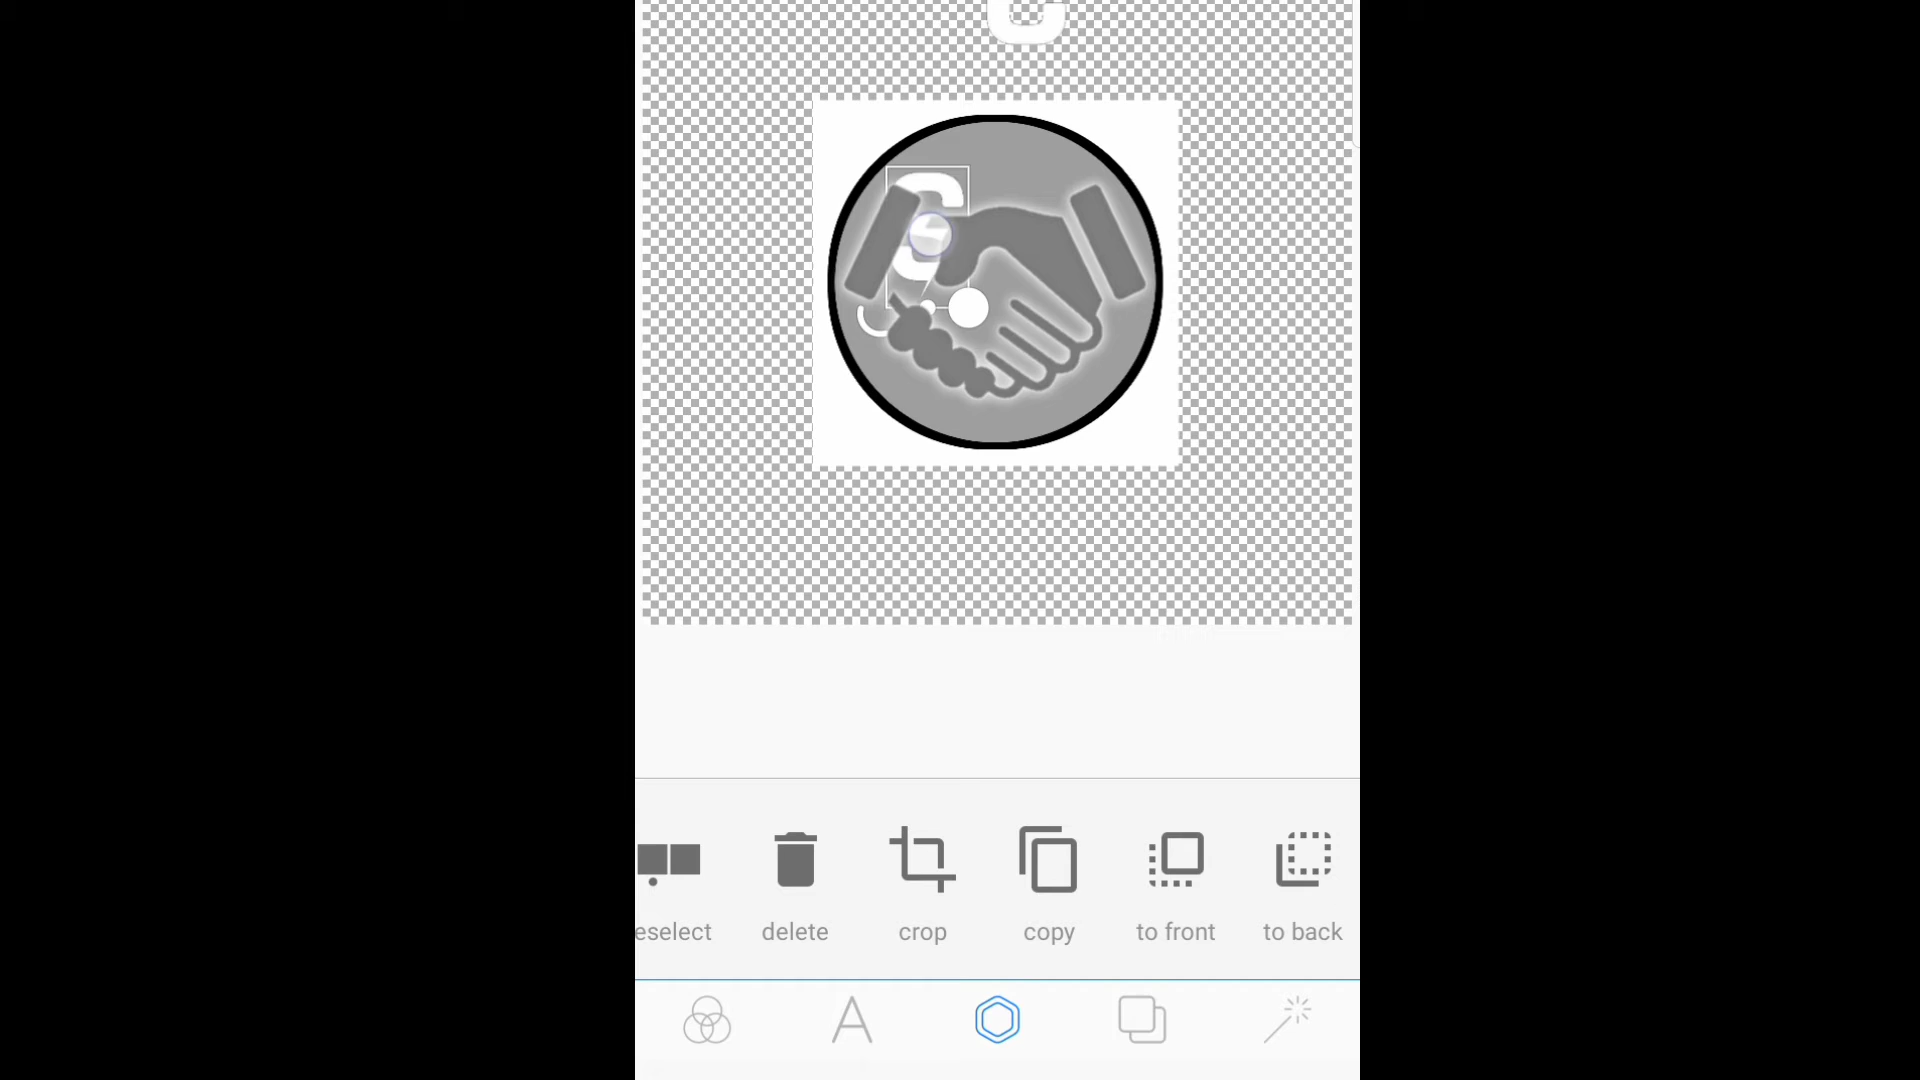 eselect
delete
crop
copy
to front
to back